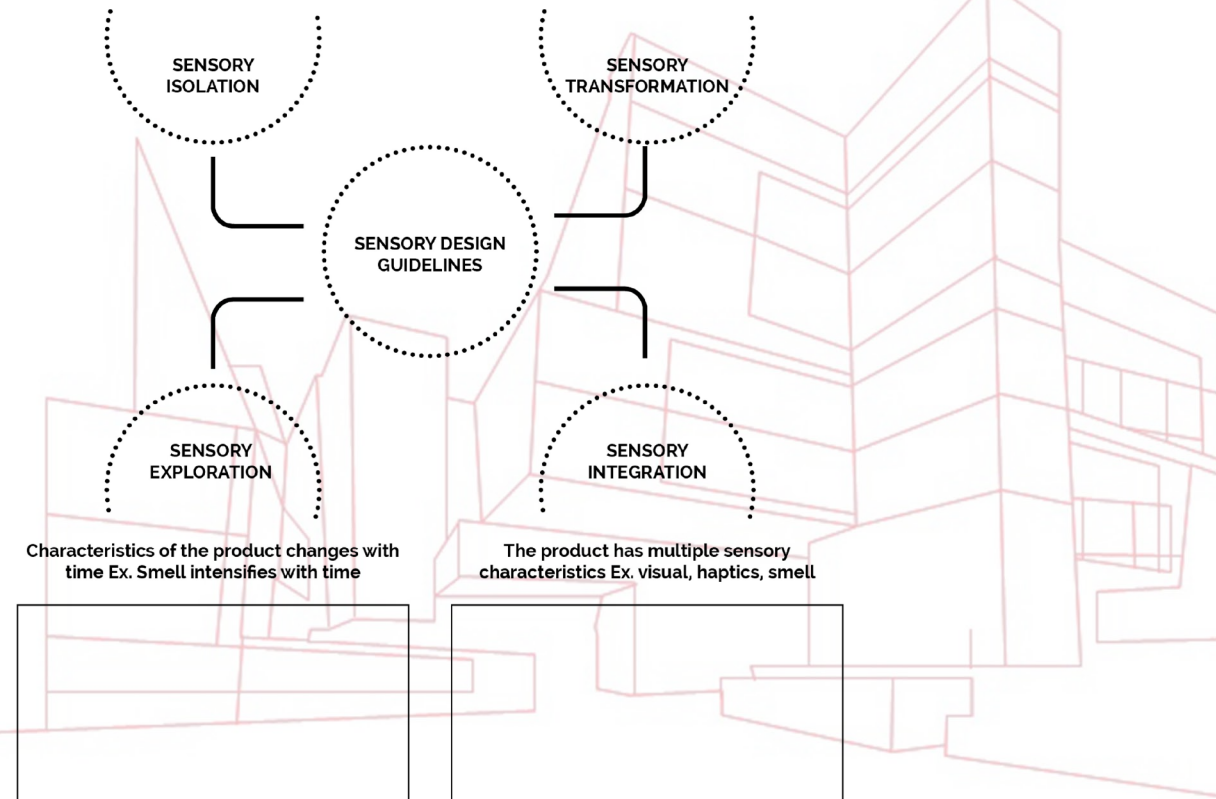 SENSORY
ISOLATION
SENSORY
TRANSFORMATION
SENSORY DESIGN
GUIDELINES
SENSORY
EXPLORATION
SENSORY
INTEGRATION
Characteristics of the product changes with
time Ex. Smell intensifies with time
The product has multiple sensory
characteristics Ex. visual, haptics, smell